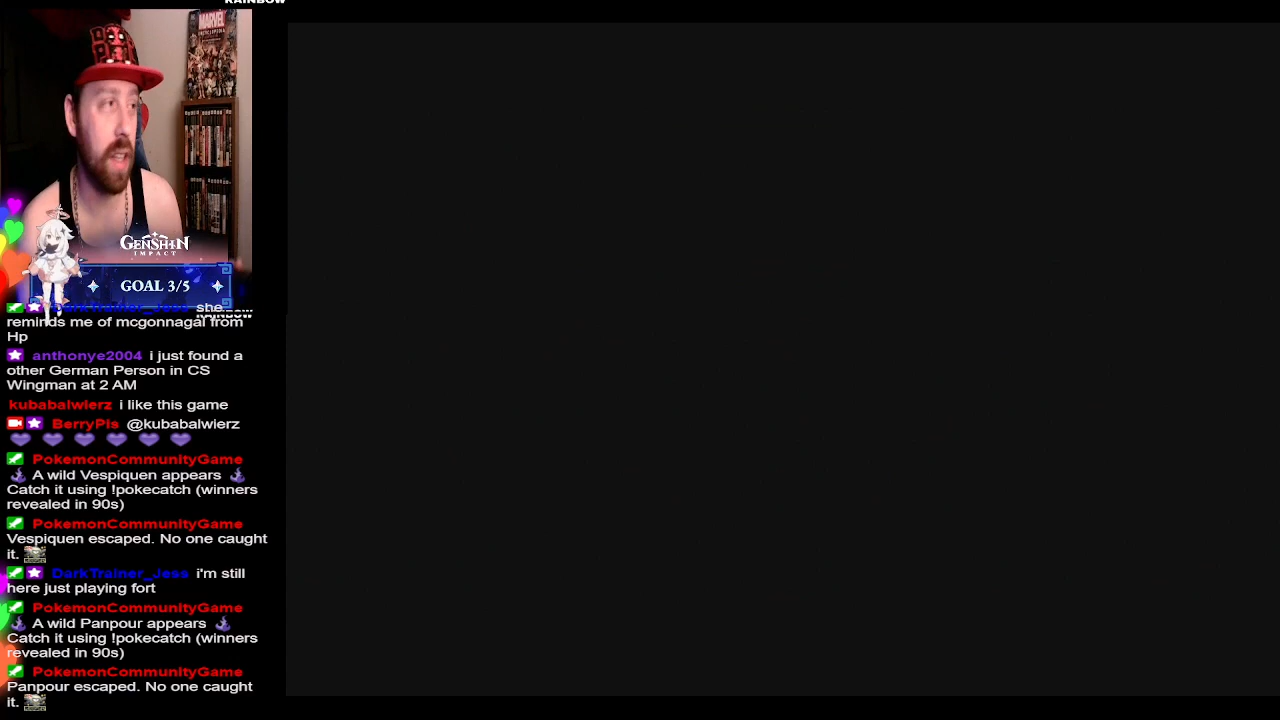 RAINBOW
MARVEL
ENCYCLOPEDIA
GENSHIN
IMPACT
GOAL 3/5
DarkTrainer_Jess she
RAINBOW
reminds me of mcgonnagal from
Hp
anthonye2004 i just found a
other German Person in CS
Wingman at 2 AM
kubabalwierz i like this game
BerryPls @kubabalwierz
PokemonCommunityGame
A wild Vespiquen appears
Catch it using !pokecatch (winners
revealed in 90s)
PokemonCommunityGame
Vespiquen escaped. No one caught
it.
DarkTrainer_Jess i'm still
here just playing fort
PokemonCommunityGame
A wild Panpour appears
Catch it using !pokecatch (winners
revealed in 90s)
PokemonCommunityGame
Panpour escaped. No one caught
it.